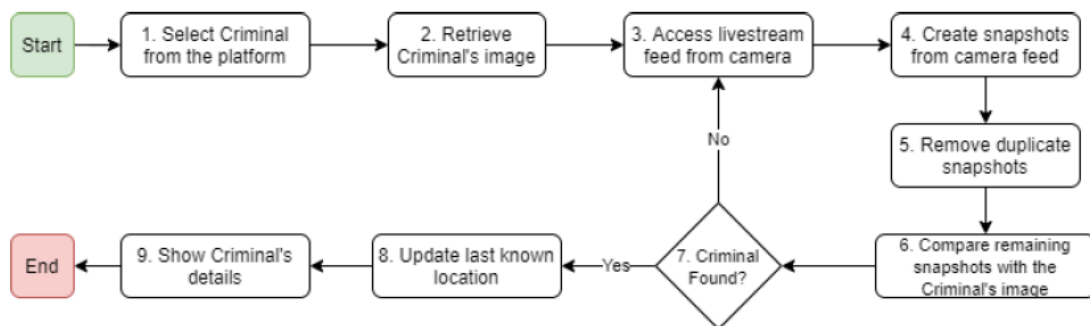 Start
1. Select Criminal
from the platform
2. Retrieve
Criminal's image
3. Access livestream
feed from camera
4. Create snapshots
from camera feed
5. Remove duplicate
snapshots
6. Compare remaining
snapshots with the
Criminal's image
7. Criminal
Found?
No
Yes
8. Update last known
location
9. Show Criminal's
details
End